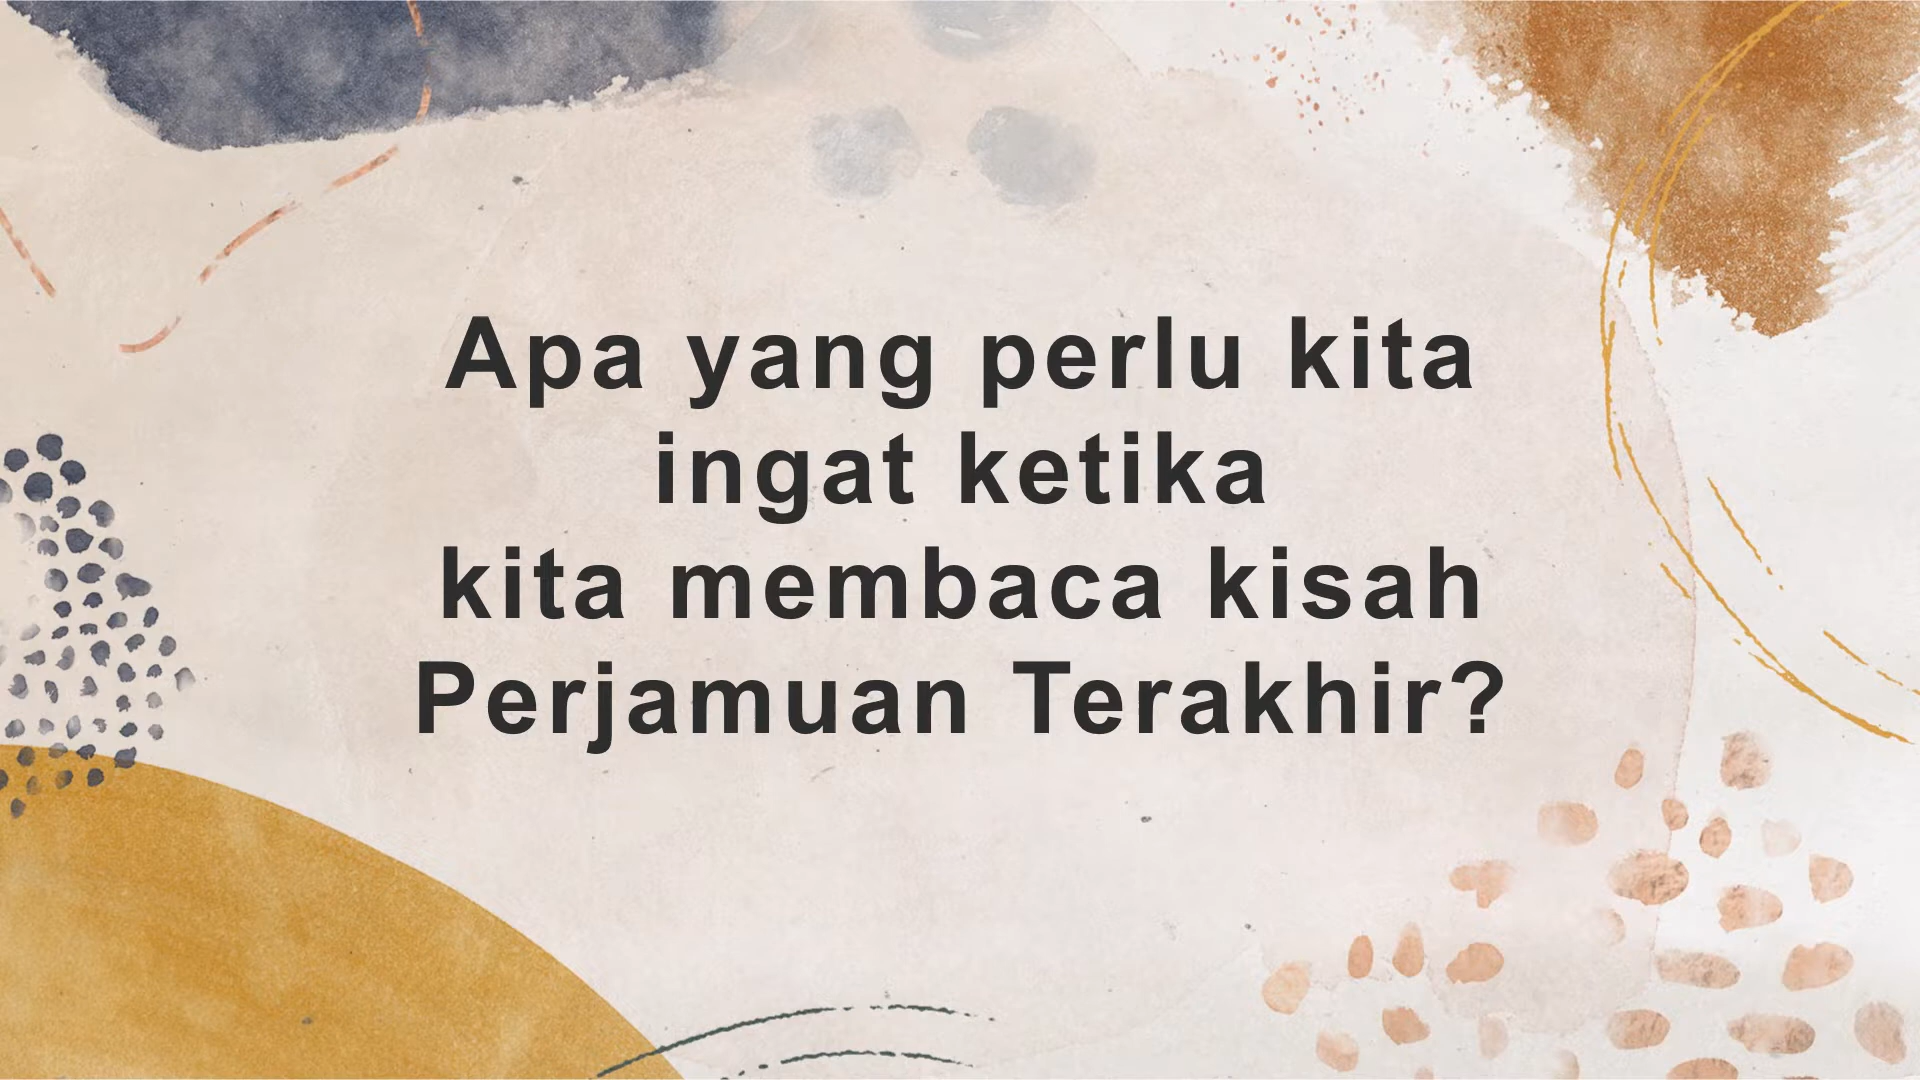 Apa yang perlu kita
ingat ketika
kita membaca kisah
Perjamuan Terakhir?